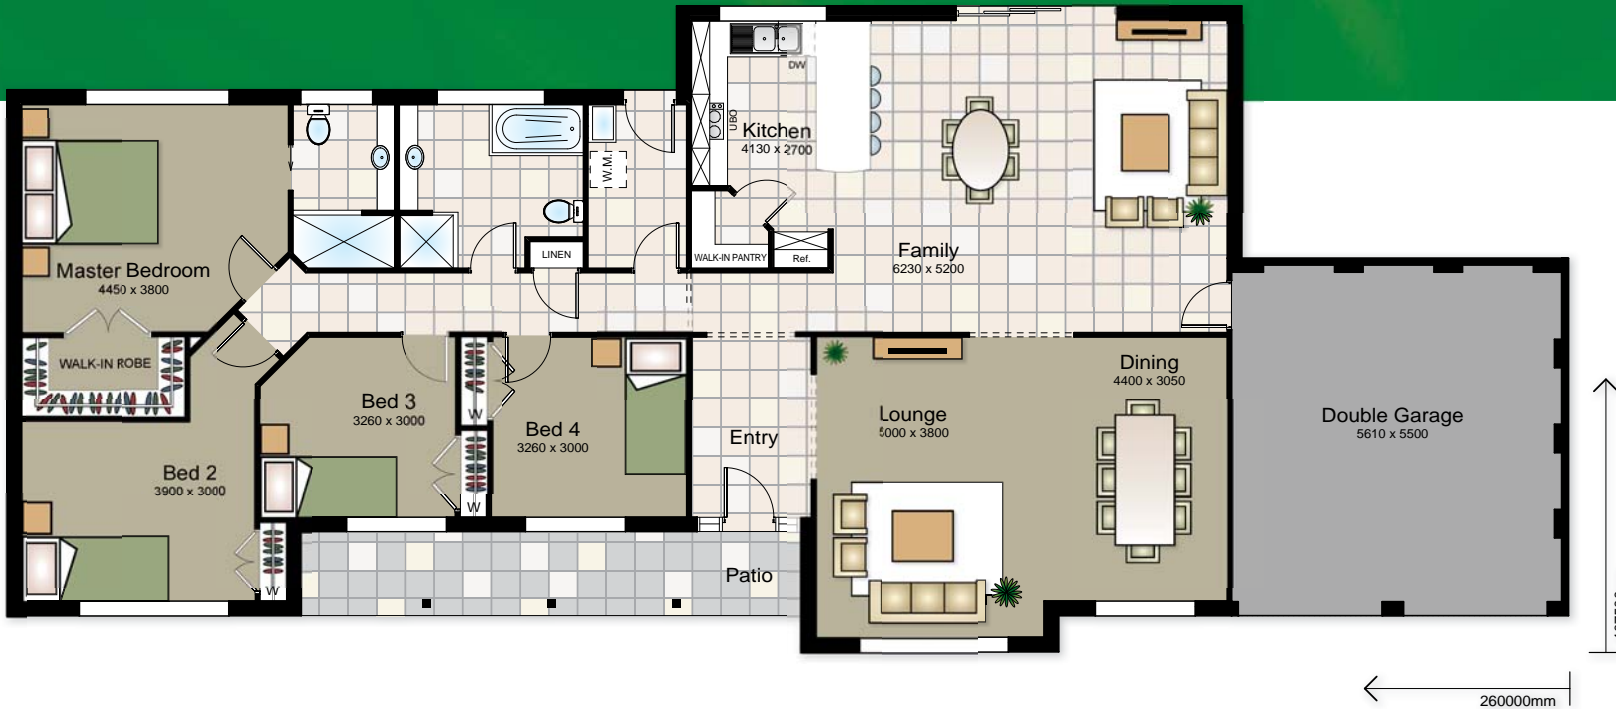 DW
UBO
Kitchen
4130 x 2700
W.M.
Family
6230 x 5200
LINEN
WALK-IN PANTRY
Ref.
Master Bedroom
4450 x 3800
WALK-IN ROBE
Dining
4400 x 3050
Bed 3
3260 x 3000
W
Bed 4
3260 x 3000
Lounge
x 3800
Double Garage
5610 x 5500
Entry
Bed 2
3900 x 3000
W
Patio
W
260000mm